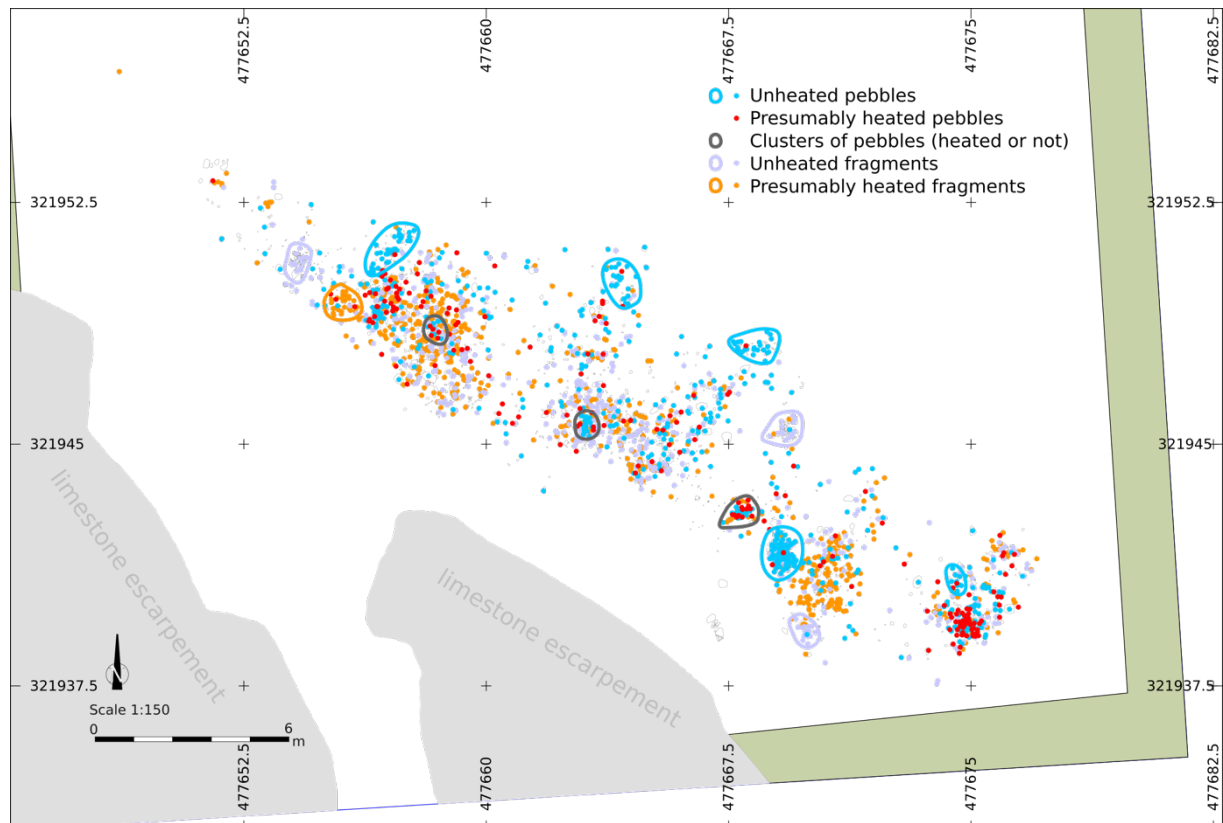 477652.5
477660
477667.5
477675
477682.5
Unheated pebbles
Presumably heated pebbles
Clusters of pebbles (heated or not)
Unheated fragments
Presumably heated fragments
321952.5
321952.5
321945
321945
limestone escarpement
limestone escarpement
321937.5
321937.5
N
Scale 1:150
0
6
m
477652.5
477660
477667.5
477675
477682.5